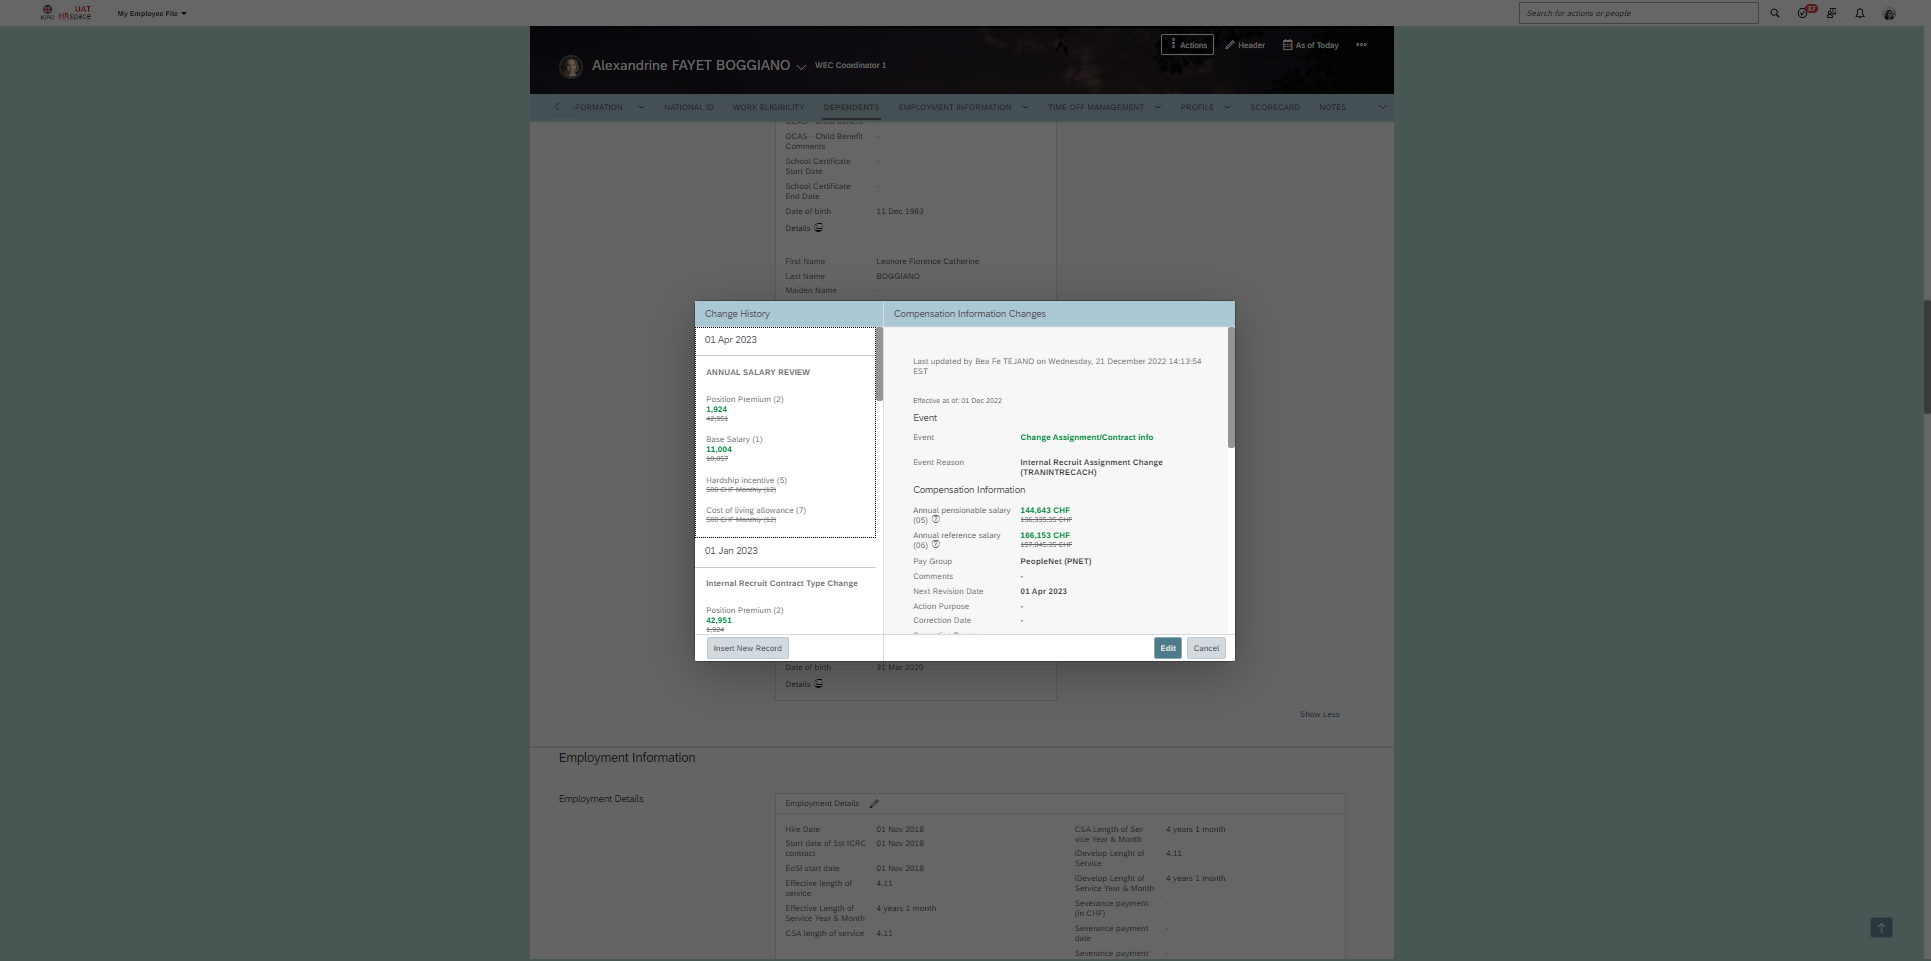 ICRC
UAT
HRspace
My Employee File
Search for actions or people
37
Actions
Header
As of Today
Alexandrine FAYET BOGGIANO
WEC Coordinator 1
IFORMATION
NATIONAL ID
WORK ELIGIBILITY
DEPENDENTS
EMPLOYMENT INFORMATION
TIME OFF MANAGEMENT
PROFILE
SCORECARD
NOTES
OCAS - Child Benefit
OCAS - Child Benefit -
Comments
School Certificate -
Start Date
School Certificate -
End Date
Date of birth 11 Dec 1983
Details
First Name Leonore Florence Catherine
Last Name BOGGIANO
Maiden Name -
Change History
01 Apr 2023
ANNUAL SALARY REVIEW
Position Premium (2)
1,924
42,951
Base Salary (1)
11,004
10,857
Hardship incentive (5)
500 CHF Monthly (12)
Cost of living allowance (7)
500 CHF Monthly (12)
01 Jan 2023
Internal Recruit Contract Type Change
Position Premium (2)
42,951
1,924
Insert New Record
Compensation Information Changes
Last updated by Bea Fe TEJANO on Wednesday, 21 December 2022 14:13:54
EST
Effective as of: 01 Dec 2022
Event
Event Change Assignment/Contract info
Event Reason Internal Recruit Assignment Change
(TRANINTRECACH)
Compensation Information
Annual pensionable salary 144,643 CHF
(05) 136,335.35 CHF
Annual reference salary 166,153 CHF
(06) 157,845.35 CHF
Pay Group PeopleNet (PNET)
Comments -
Next Revision Date 01 Apr 2023
Action Purpose -
Correction Date -
Edit
Cancel
Date of birth 31 Mar 2020
Details
Show Less
Employment Information
Employment Details
Employment Details
Hire Date 01 Nov 2018
Start date of 1st ICRC 01 Nov 2018
contract
EoSI start date 01 Nov 2018
Effective length of 4.11
service
Effective Length of 4 years 1 month
Service Year & Month
CSA length of service 4.11
CSA Length of Ser- 4 years 1 month
vice Year & Month
iDevelop Lenght of 4.11
Service
iDevelop Lenght of 4 years 1 month
Service Year & Month
Severance payment -
(in CHF)
Severance payment -
date
Severance payment -